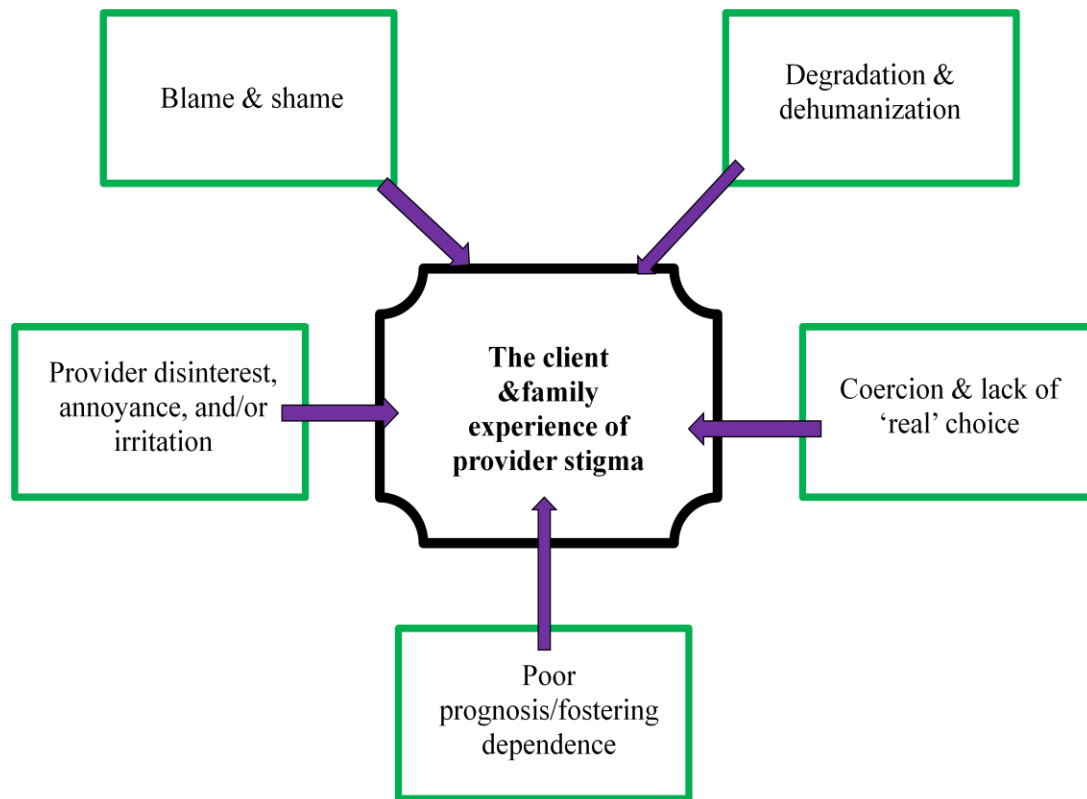 Blame & shame
Degradation &
dehumanization
Provider disinterest,
annoyance, and/or
irritation
The client
&family
experience of
provider stigma
Coercion & lack of
‘real’ choice
Poor
prognosis/fostering
dependence